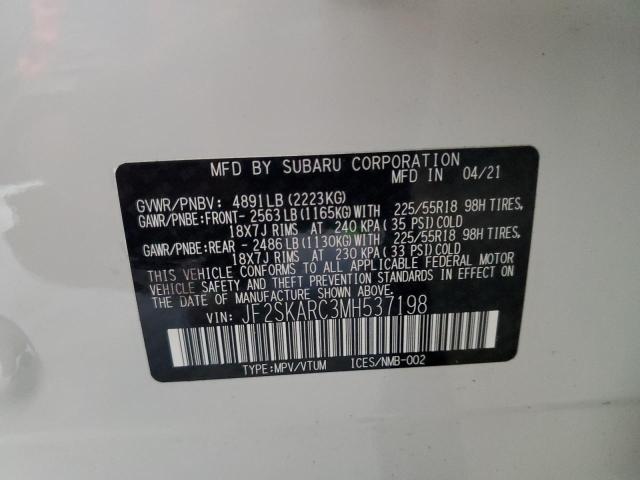 MFD BY SUBARU CORPORATION
MFD IN 04/21
GVWR/PNBV: 4891LB (2223KG)
GAWR/PNBE:FRONT- 2563LB (1165KG)WITH 225/55R18 98H TIRES,
18X7J RIMS AT 240 KPA( 35 PSI)COLD
GAWR/PNBE:REAR - 2486LB (1130KG)WITH 225/55R18 98H TIRES,
18X7J RIMS AT 230 KPA( 33 PSI)COLD
THIS VEHICLE CONFORMS TO ALL APPLICABLE FEDERAL MOTOR
VEHICLE SAFETY AND THEFT PREVENTION STANDARDS IN EFFECT ON
THE DATE OF MANUFACTURE SHOWN ABOVE.
VIN: JF2SKARC3MH537198
TYPE:MPV/VTUM ICES/NMB-002